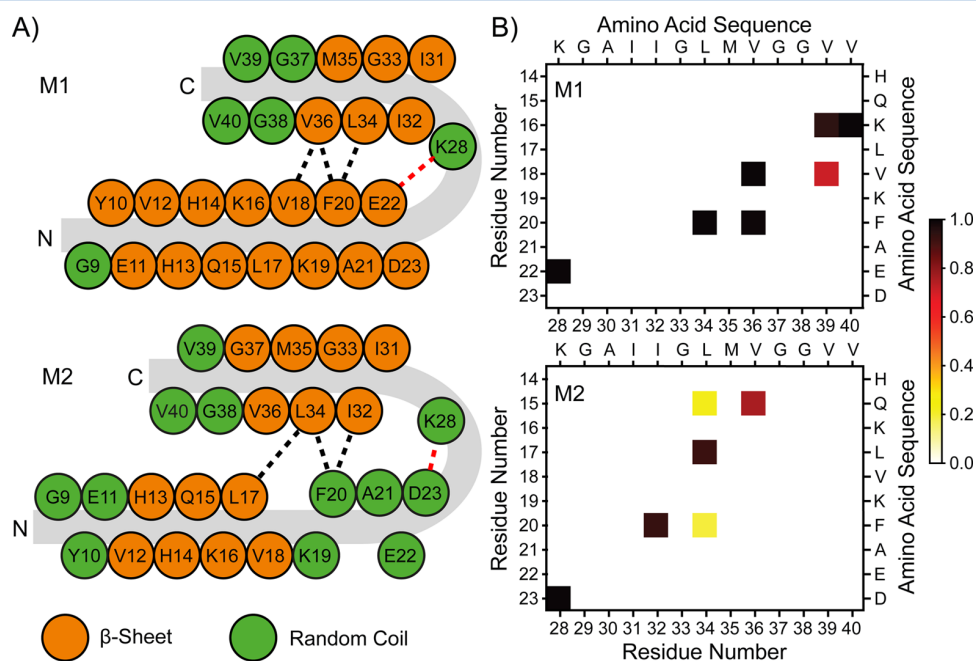 A)
M1
V39 G37 M35 G33 I31
C
V40 G38 V36 L34 I32
K28
Y10 V12 H14 K16 V18 F20 E22
N
G9 E11 H13 Q15 L17 K19 A21 D23
M2
V39 G37 M35 G33 I31
C
V40 G38 V36 L34 I32
K28
G9 E11 H13 Q15 L17 F20 A21 D23
N
Y10 V12 H14 K16 V18 K19 E22
β-Sheet
Random Coil
B)
Amino Acid Sequence
K G A I I G L M V G G V V
M1
14 H
15 Q
16 K
17 L
18 V
19 K
20 F
21 A
22 E
23 D
Residue Number
Amino Acid Sequence
28 29 30 31 32 33 34 35 36 37 38 39 40
K G A I I G L M V G G V V
M2
14 H
15 Q
16 K
17 L
18 V
19 K
20 F
21 A
22 E
23 D
Residue Number
Amino Acid Sequence
28 29 30 31 32 33 34 35 36 37 38 39 40
Residue Number
1.0
0.8
0.6
0.4
0.2
0.0